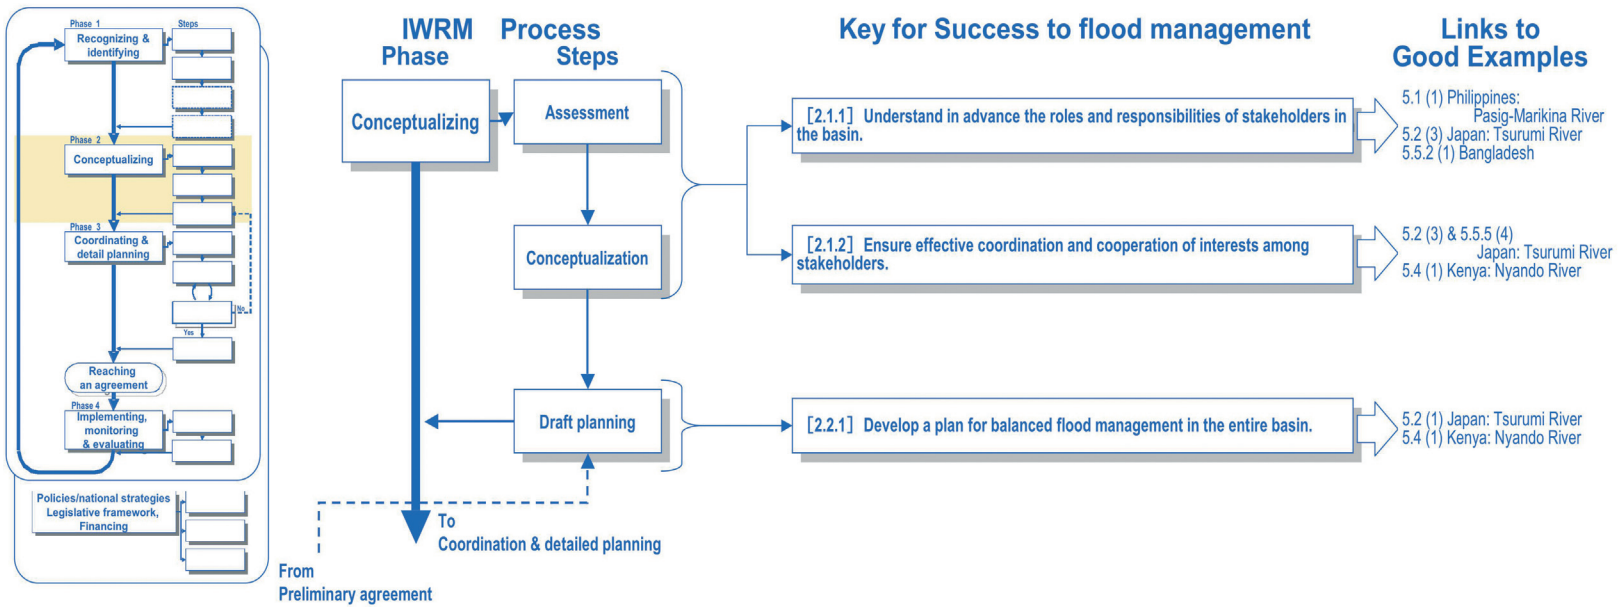 Phase 1
Steps
Recognizing &
identifying
Phase 2
Conceptualizing
Phase 3
Coordinating &
detail planning
No
Yes
Reaching
an agreement
Phase 4
Implementing,
monitoring
& evaluating
Policies/national strategies
Legislative framework,
Financing
IWRM Process
Phase Steps
Conceptualizing
Assessment
Conceptualization
Draft planning
To
Coordination & detailed planning
From
Preliminary agreement
Key for Success to flood management
[2.1.1] Understand in advance the roles and responsibilities of stakeholders in
the basin.
[2.1.2] Ensure effective coordination and cooperation of interests among
stakeholders.
[2.2.1] Develop a plan for balanced flood management in the entire basin.
Links to
Good Examples
5.1 (1) Philippines:
Pasig-Marikina River
5.2 (3) Japan: Tsurumi River
5.5.2 (1) Bangladesh
5.2 (3) & 5.5.5 (4)
Japan: Tsurumi River
5.4 (1) Kenya: Nyando River
5.2 (1) Japan: Tsurumi River
5.4 (1) Kenya: Nyando River